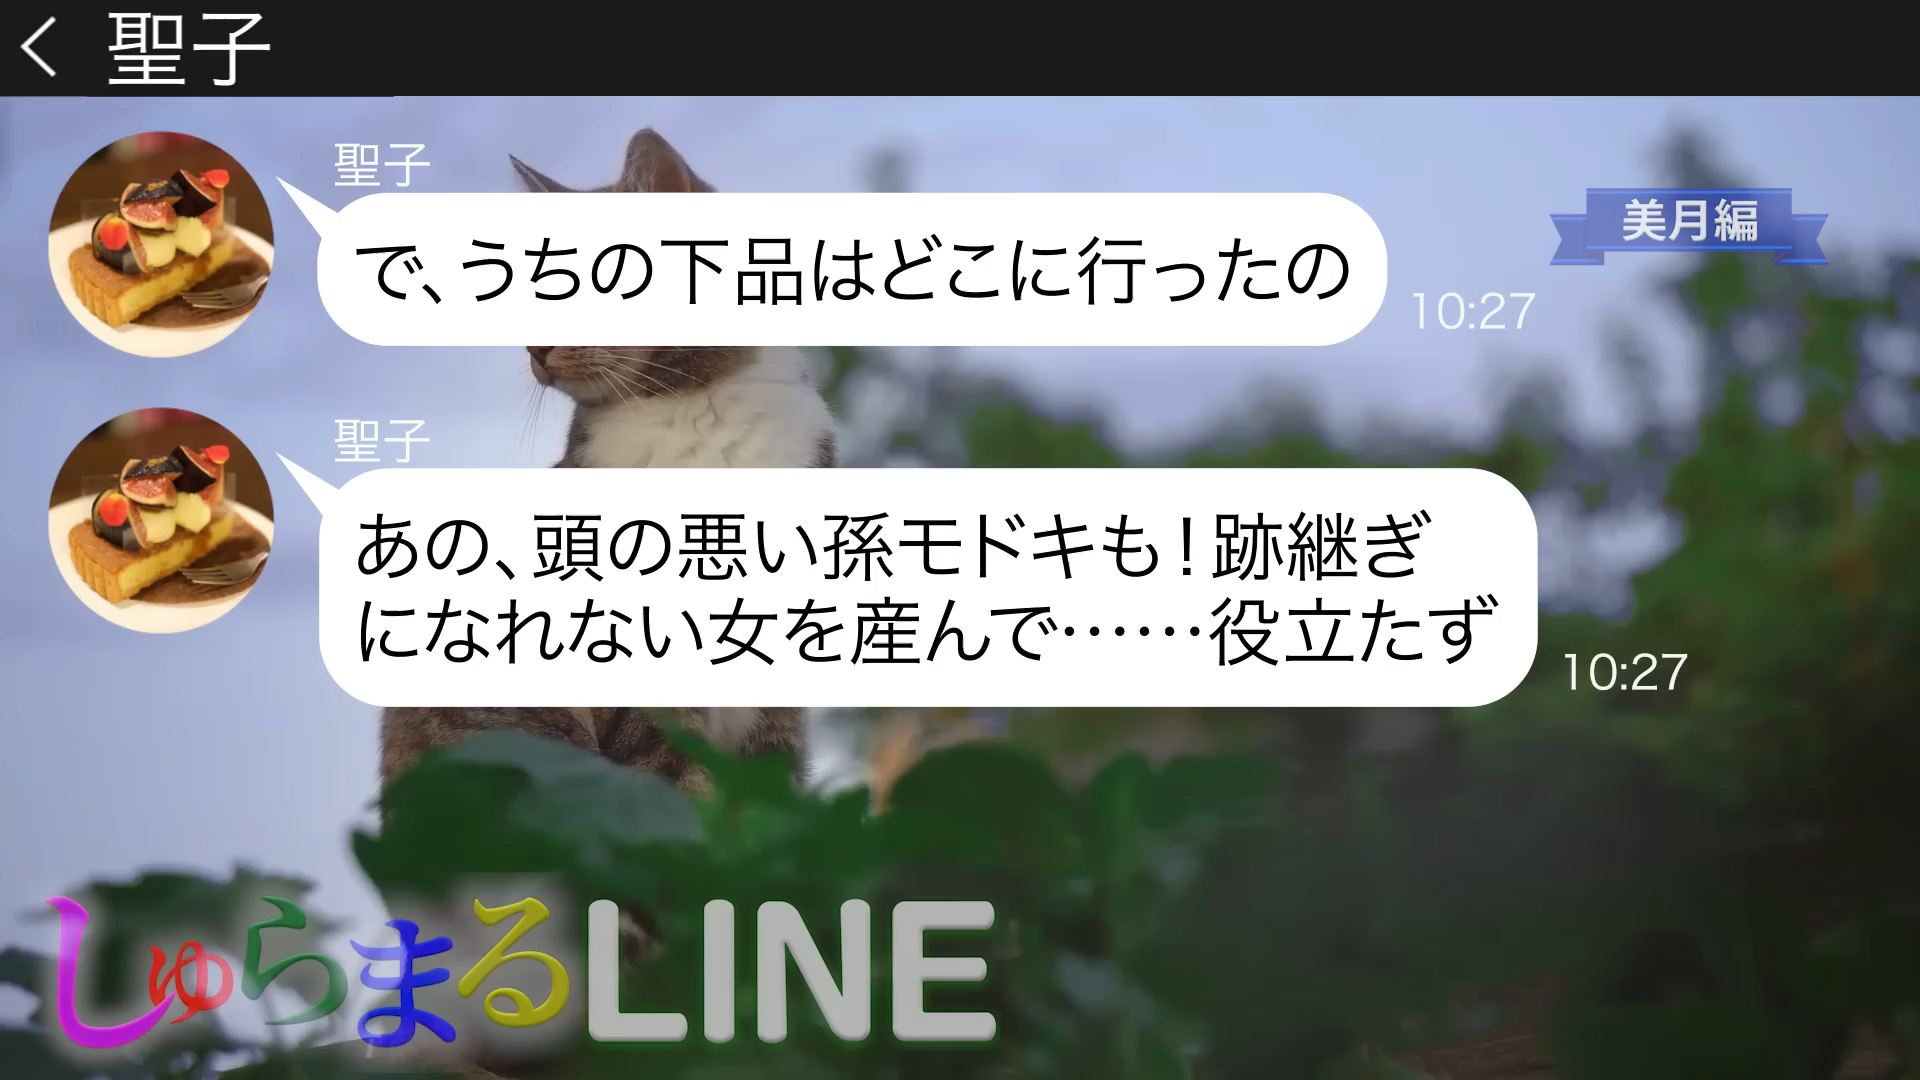 聖子
聖子
で、うちの下品はどこに行ったの
10:27
美月編
聖子
あの、頭の悪い孫モドキも!跡継ぎ
になれない女を産んで……役立たず
10:27
しゅらまるLINE